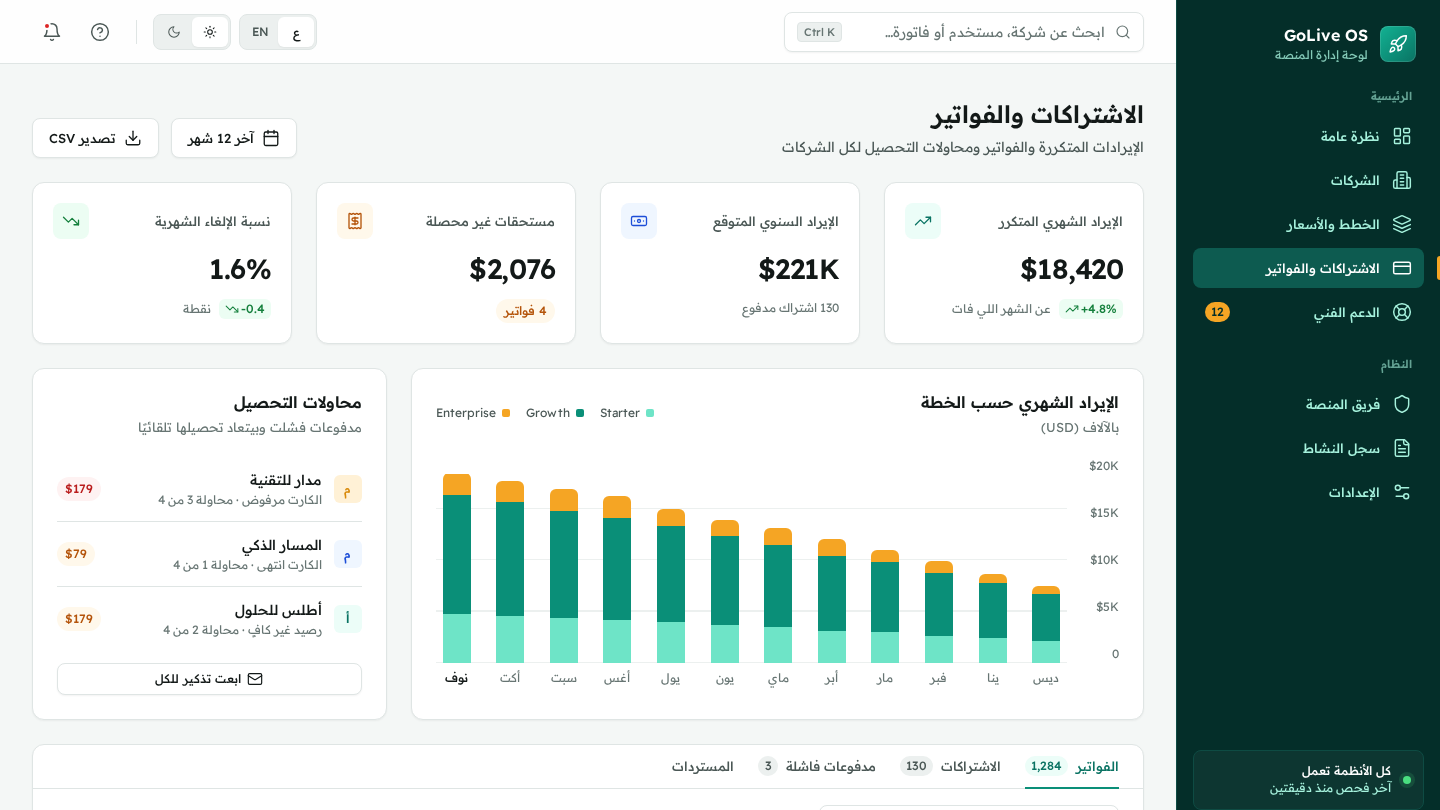 GoLive OS
لوحة إدارة المنصة
الرئيسية
نظرة عامة
الشركات
الخطط والأسعار
الاشتراكات والفواتير
الدعم الفني
12
النظام
فريق المنصة
سجل النشاط
الإعدادات
كل الأنظمة تعمل
آخر فحص منذ دقيقتين
ابحث عن شركة، مستخدم أو فاتورة…
Ctrl K
ع
EN
الاشتراكات والفواتير
الإيرادات المتكررة والفواتير ومحاولات التحصيل لكل الشركات
آخر 12 شهر
تصدير CSV
الإيراد الشهري المتكرر
$18,420
+4.8% عن الشهر اللي فات
الإيراد السنوي المتوقع
$221K
130 اشتراك مدفوع
مستحقات غير محصلة
$2,076
4 فواتير
نسبة الإلغاء الشهرية
1.6%
-0.4 نقطة
الإيراد الشهري حسب الخطة
بالآلاف (USD)
Starter
Growth
Enterprise
$20K
$15K
$10K
$5K
0
ديس
ينا
فبر
مار
أبر
ماي
يون
يول
أغس
سبت
أكت
نوف
محاولات التحصيل
مدفوعات فشلت وبيتعاد تحصيلها تلقائيًا
م
مدار للتقنية
الكارت مرفوض · محاولة 3 من 4
$179
م
المسار الذكي
الكارت انتهى · محاولة 1 من 4
$79
أ
أطلس للحلول
رصيد غير كافٍ · محاولة 2 من 4
$179
ابعت تذكير للكل
الفواتير 1,284
الاشتراكات 130
مدفوعات فاشلة 3
المستردات